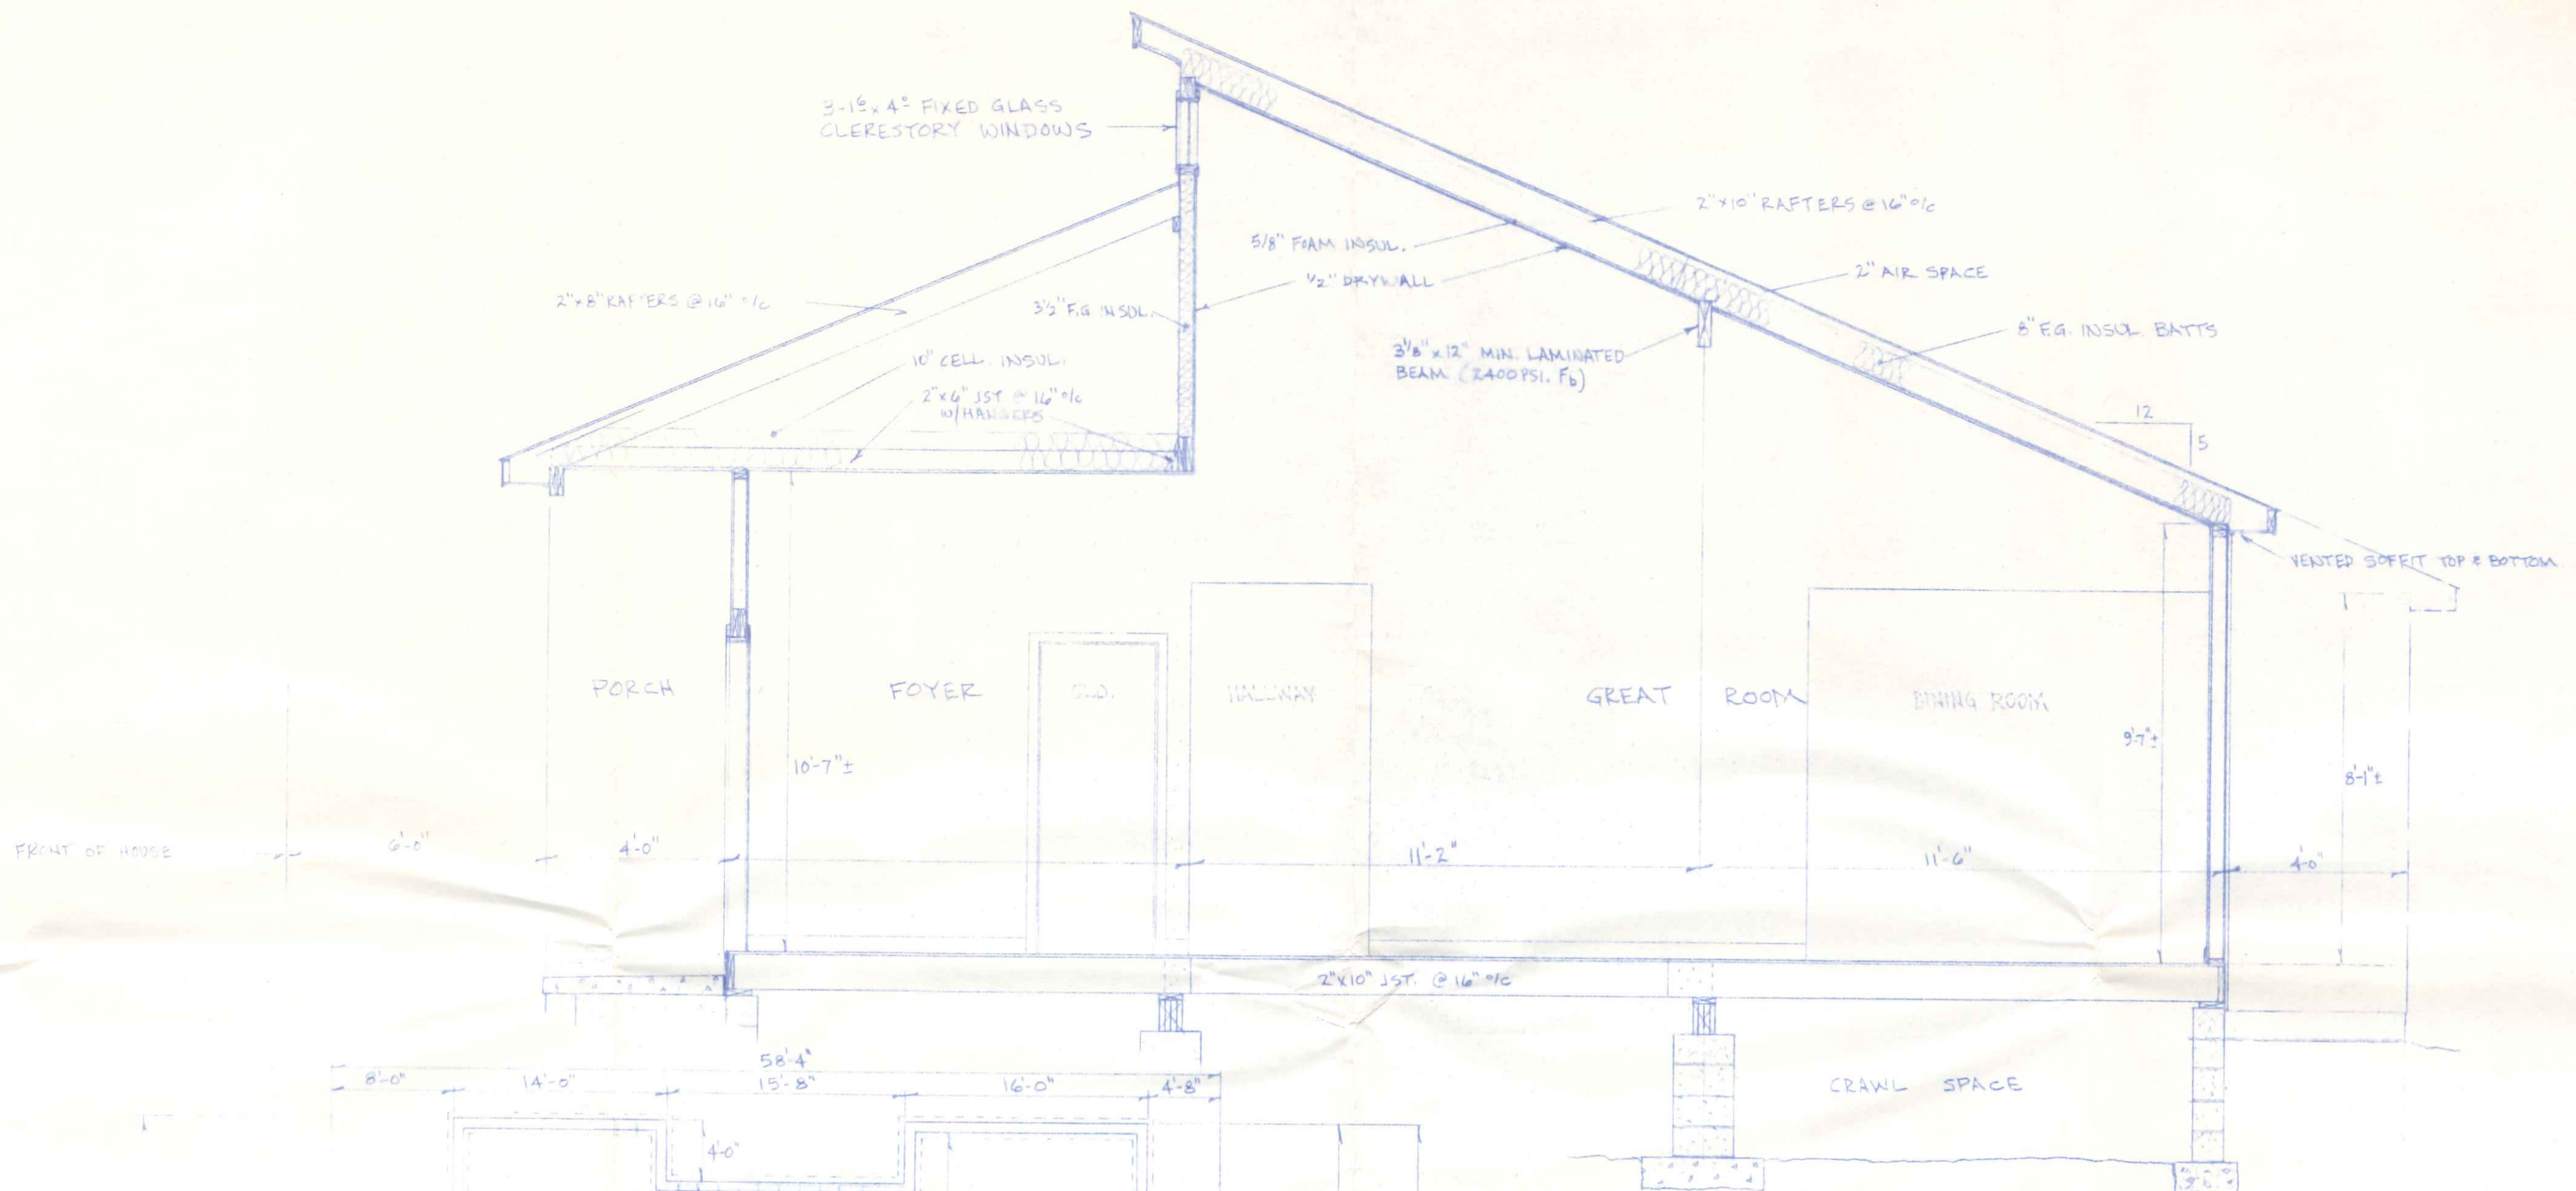 3-1⁶ x 4⁰ FIXED GLASS
CLERESTORY WINDOWS
2"x10" RAFTERS @ 16" o/c
5/8" FOAM INSUL.
2" AIR SPACE
1/2" DRYWALL
2"x8" RAFTERS @ 16" o/c
3½" F.G INSUL.
8" F.G. INSUL. BATTS
10" CELL. INSUL.
3⅛" x 12" MIN. LAMINATED
BEAM (2400 PSI. Fb)
2"x6" JST @ 16" o/c
W/HANGERS
12
5
VENTED SOFFIT TOP & BOTTOM
PORCH
FOYER
CLO.
HALLWAY
GREAT ROOM
DINING ROOM
9'-7"±
10'-7"±
8'-1"±
FRONT OF HOUSE
6'-0"
4'-0"
11'-2"
11'-6"
4'-0"
2"x10" JST. @ 16" o/c
58'-4"
8'-0"
14'-0"
15'-8"
16'-0"
4'-8"
CRAWL SPACE
4'-0"